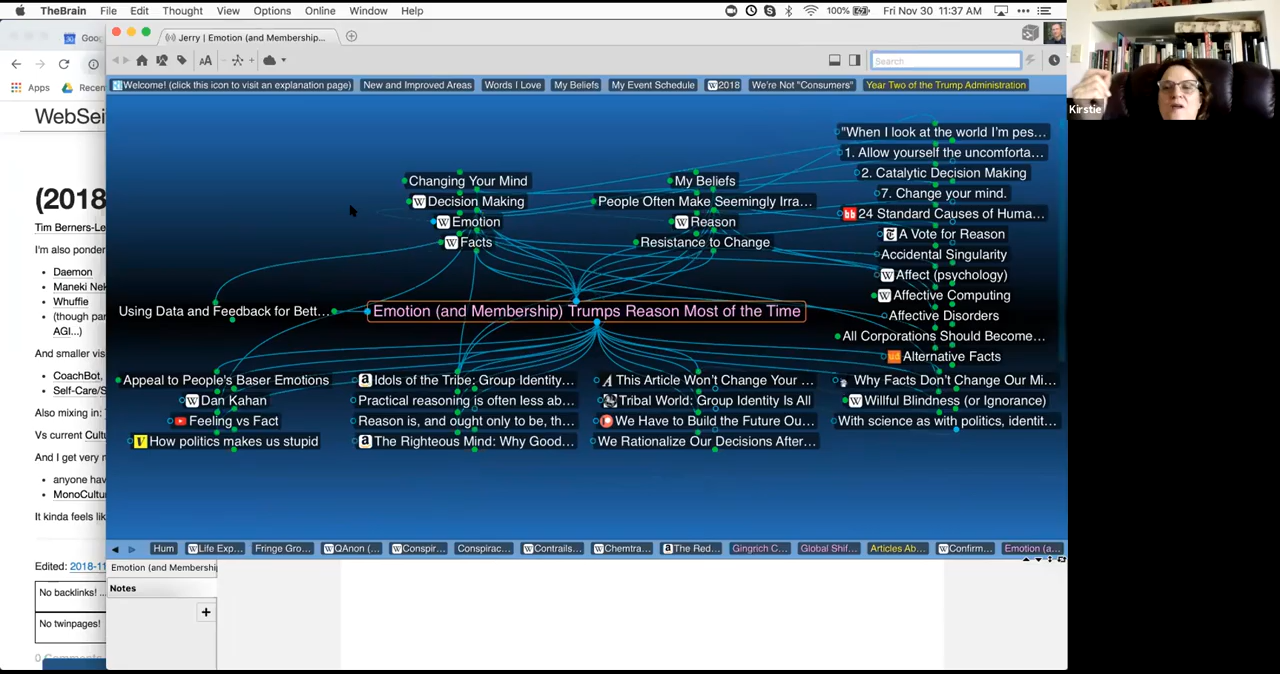 TheBrain File Edit Thought View Options Online Window Help 100% Fri Nov 30 11:37 AM
Goo
Jerry | Emotion (and Membership)...
Apps Recen
Search
Welcome! (click this icon to visit an explanation page) New and Improved Areas Words I Love My Beliefs My Event Schedule W 2018 We're Not "Consumers" Year Two of the Trump Administration
Kirstie
WebSei
(2018
Tim Berners-Le
I'm also ponder
Daemon
Maneki Nek
Whuffie
(though par
AGI...)
And smaller vis
CoachBot,
Self-Care/S
Also mixing in:
Vs current Cultu
And I get very n
anyone hav
MonoCultur
It kinda feels lik
Edited: 2018-11
No backlinks! ..
No twinpages!
0 Comments
Changing Your Mind
W Decision Making
W Emotion
W Facts
My Beliefs
People Often Make Seemingly Irra...
W Reason
Resistance to Change
"When I look at the world I'm pes...
1. Allow yourself the uncomforta...
2. Catalytic Decision Making
7. Change your mind.
bb 24 Standard Causes of Huma...
T A Vote for Reason
Accidental Singularity
W Affect (psychology)
W Affective Computing
Affective Disorders
All Corporations Should Become...
ud Alternative Facts
Using Data and Feedback for Bett...
Emotion (and Membership) Trumps Reason Most of the Time
Appeal to People's Baser Emotions
W Dan Kahan
Feeling vs Fact
V How politics makes us stupid
a Idols of the Tribe: Group Identity...
Practical reasoning is often less ab...
Reason is, and ought only to be, th...
a The Righteous Mind: Why Good...
A This Article Won't Change Your ...
Tribal World: Group Identity Is All
We Have to Build the Future Ou...
We Rationalize Our Decisions After...
Why Facts Don't Change Our Mi...
W Willful Blindness (or Ignorance)
With science as with politics, identit...
Hum W Life Exp... Fringe Gro... W QAnon (... W Conspir... Conspirac... W Contrails... W Chemtra... a The Red... Gingrich C... Global Shif... Articles Ab... W Confirm... Emotion (a...
Emotion (and Membershi
Notes